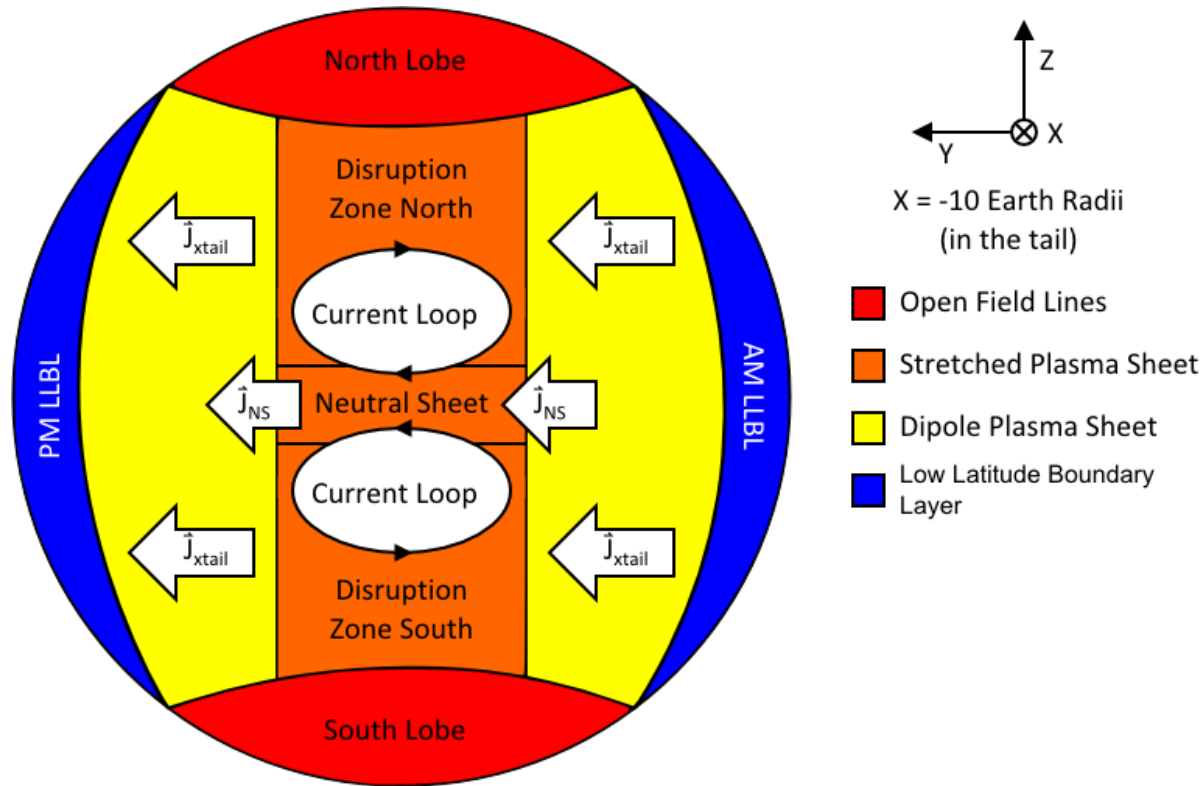 North Lobe
Disruption
Zone North
J⃗xtail
J⃗xtail
Current Loop
PM LLBL
J⃗NS
Neutral Sheet
J⃗NS
AM LLBL
Current Loop
J⃗xtail
J⃗xtail
Disruption
Zone South
South Lobe
Z
X
Y
X = -10 Earth Radii
(in the tail)
Open Field Lines
Stretched Plasma Sheet
Dipole Plasma Sheet
Low Latitude Boundary
Layer